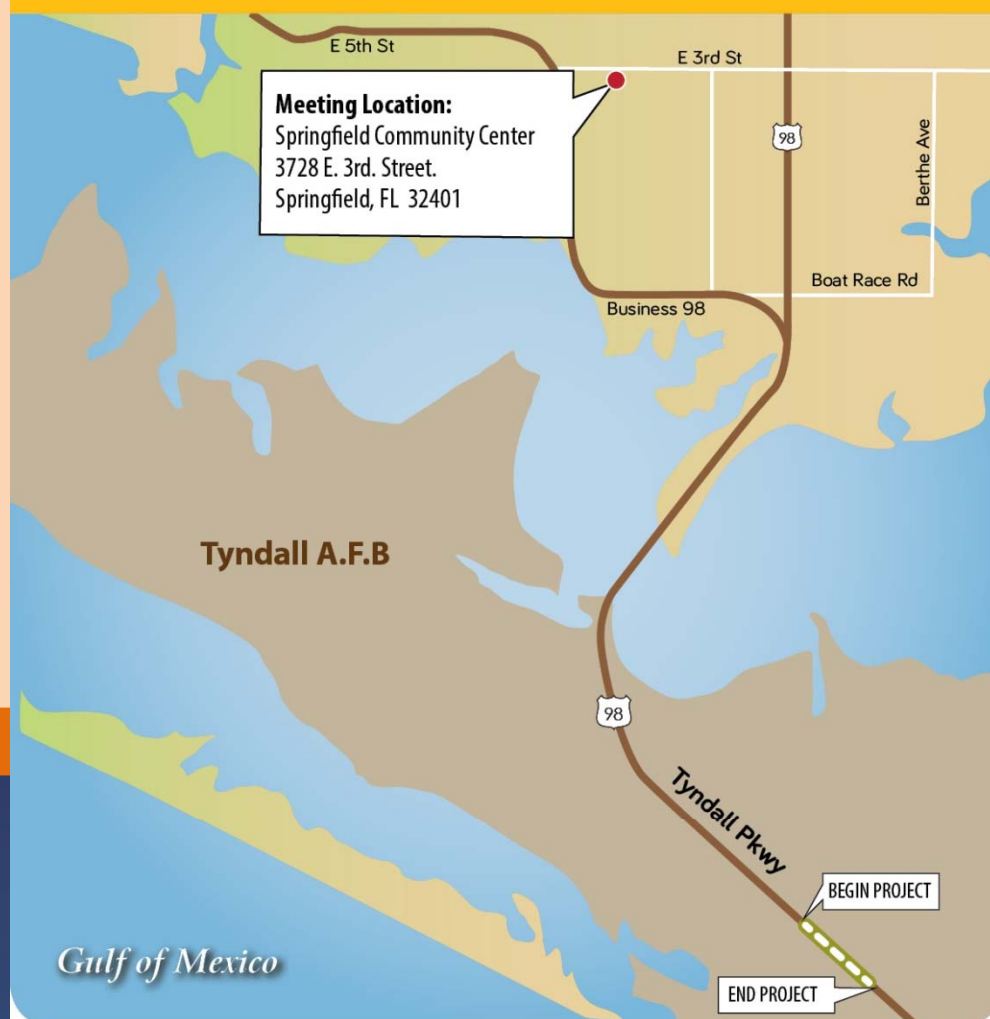 E 5th St
E 3rd St
Meeting Location:
Springfield Community Center
3728 E. 3rd. Street.
Springfield, FL 32401
98
Berthe Ave
Boat Race Rd
Business 98
Tyndall A.F.B
98
Tyndall Pkwy
BEGIN PROJECT
Gulf of Mexico
END PROJECT